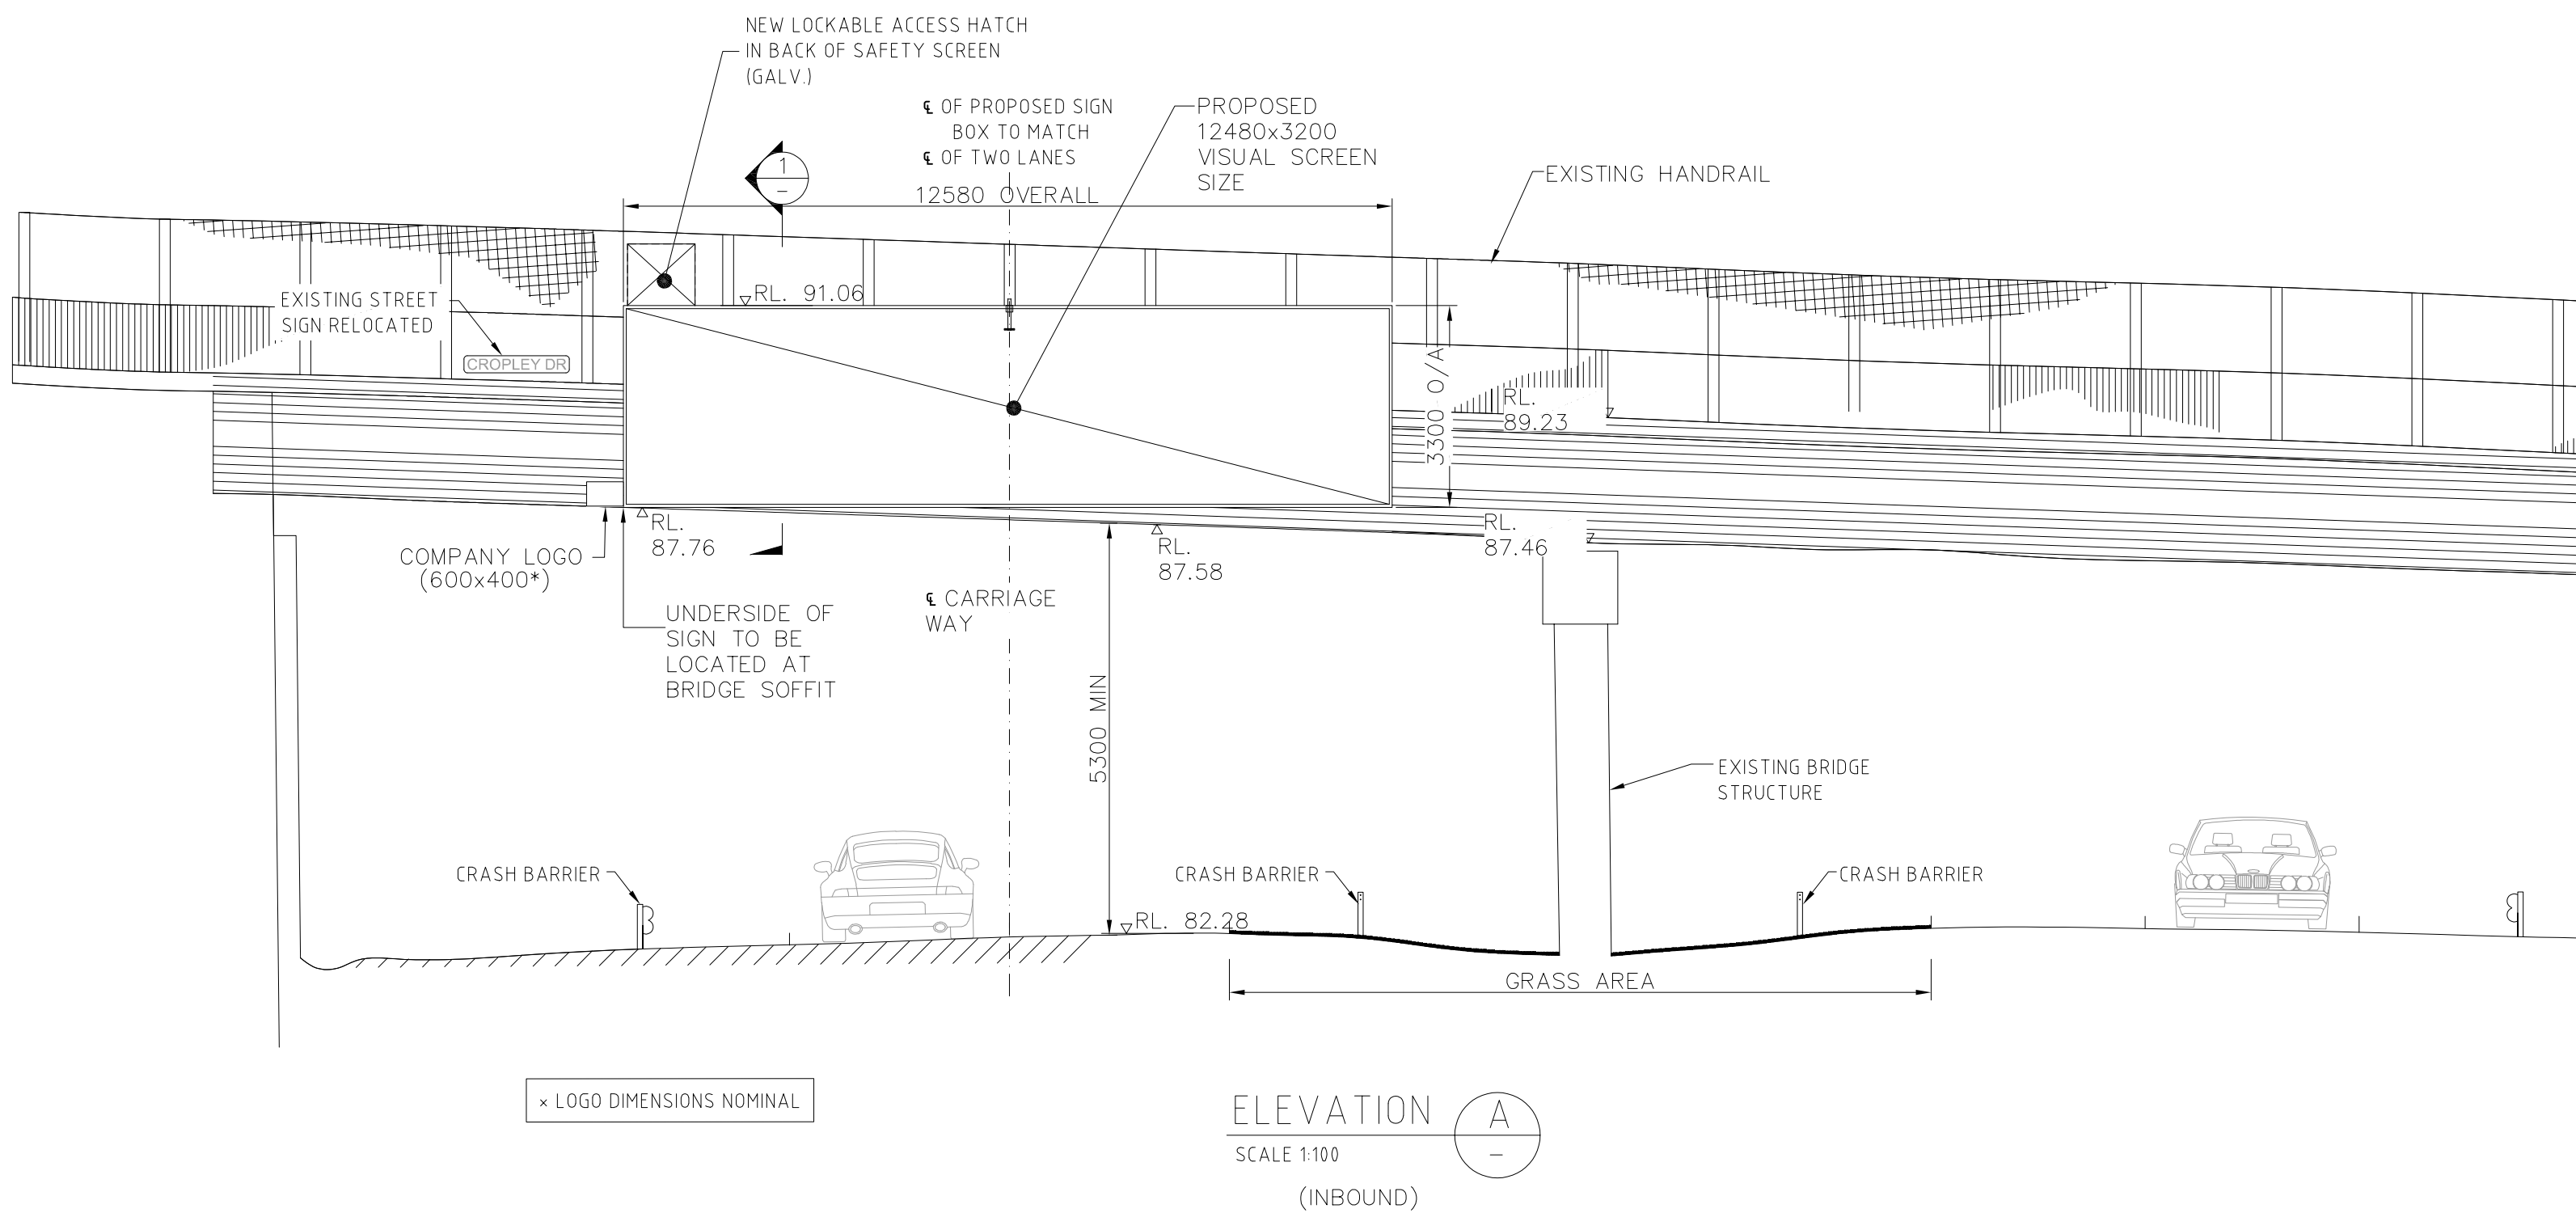 NEW LOCKABLE ACCESS HATCH
IN BACK OF SAFETY SCREEN
(GALV.)
℄ OF PROPOSED SIGN
BOX TO MATCH
℄ OF TWO LANES
PROPOSED
12480x3200
VISUAL SCREEN
SIZE
1
–
12580 OVERALL
EXISTING HANDRAIL
EXISTING STREET
SIGN RELOCATED
CROPLEY DR
RL. 91.06
3300 O/A
RL.
89.23
RL.
87.76
RL.
87.58
RL.
87.46
COMPANY LOGO
(600x400*)
UNDERSIDE OF
SIGN TO BE
LOCATED AT
BRIDGE SOFFIT
℄ CARRIAGE
WAY
5300 MIN
EXISTING BRIDGE
STRUCTURE
CRASH BARRIER
CRASH BARRIER
CRASH BARRIER
RL. 82.28
GRASS AREA
× LOGO DIMENSIONS NOMINAL
ELEVATION
A
–
SCALE 1:100
(INBOUND)